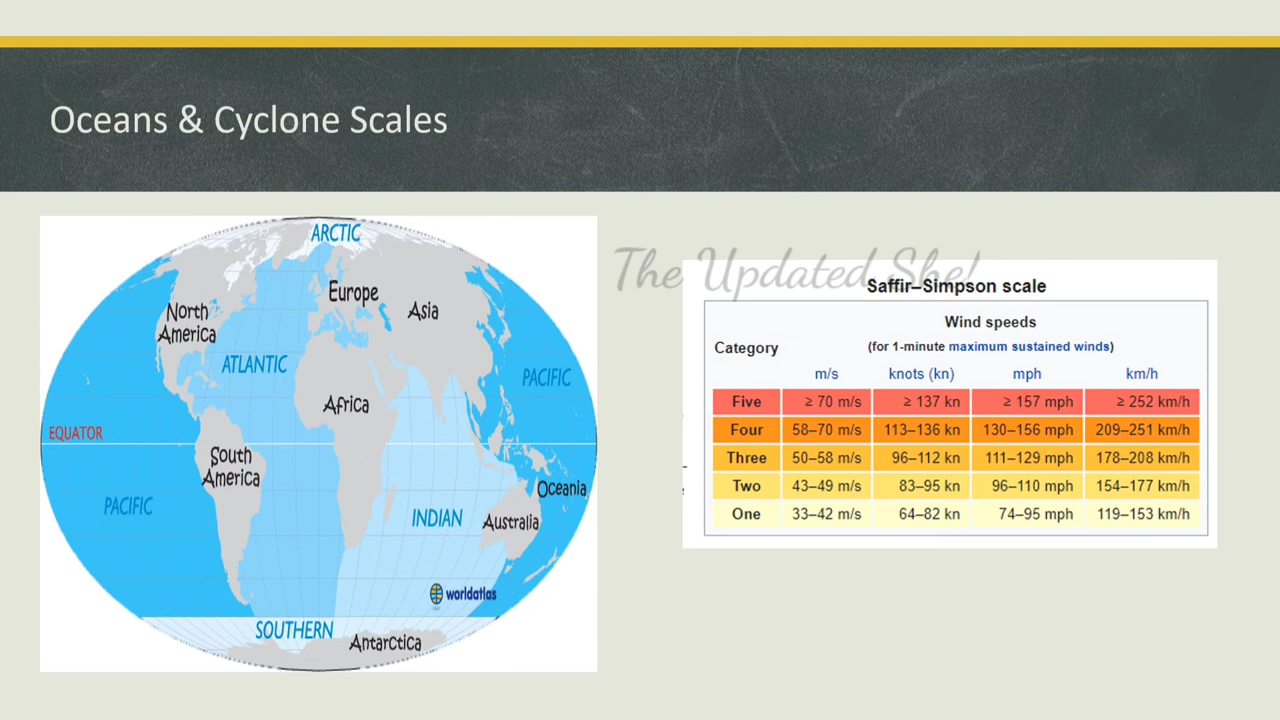 Oceans & Cyclone Scales
ARCTIC
North
America
Europe
Asia
ATLANTIC
PACIFIC
Africa
EQUATOR
South
America
PACIFIC
INDIAN
Oceania
Australia
worldatlas
SOUTHERN
Antarctica
The Updated She!
Saffir–Simpson scale
Category
Wind speeds
(for 1-minute maximum sustained winds)
m/s knots (kn) mph km/h
Five ≥ 70 m/s ≥ 137 kn ≥ 157 mph ≥ 252 km/h
Four 58–70 m/s 113–136 kn 130–156 mph 209–251 km/h
Three 50–58 m/s 96–112 kn 111–129 mph 178–208 km/h
Two 43–49 m/s 83–95 kn 96–110 mph 154–177 km/h
One 33–42 m/s 64–82 kn 74–95 mph 119–153 km/h